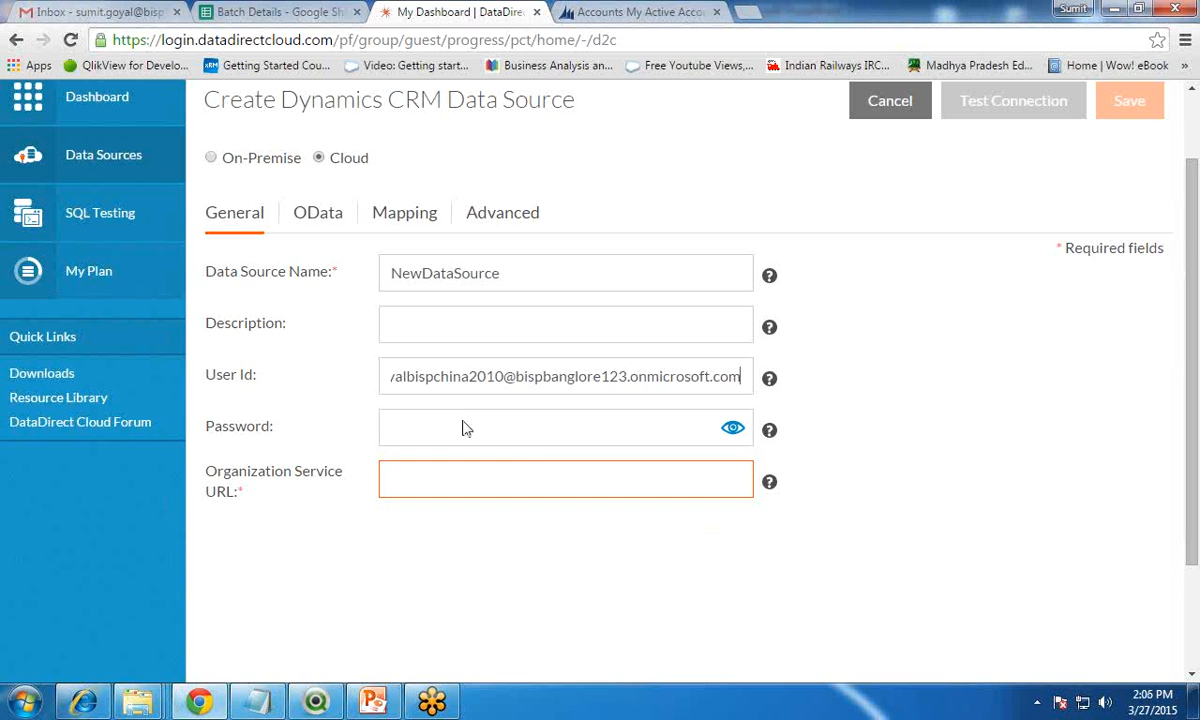 Inbox - sumit.goyal@bisp
Batch Details - Google Sh
My Dashboard | DataDirec
Accounts My Active Acco
Sumit
https://login.datadirectcloud.com/pf/group/guest/progress/pct/home/-/d2c
Apps
QlikView for Develo...
Getting Started Cou...
Video: Getting start...
Business Analysis an...
Free Youtube Views,...
Indian Railways IRC...
Madhya Pradesh Ed...
Home | Wow! eBook
»
Dashboard
Data Sources
SQL Testing
My Plan
Quick Links
Downloads
Resource Library
DataDirect Cloud Forum
Create Dynamics CRM Data Source
Cancel
Test Connection
Save
On-Premise
Cloud
General
OData
Mapping
Advanced
* Required fields
Data Source Name:*
NewDataSource
Description:
User Id:
yalbispchina2010@bispbanglore123.onmicrosoft.com
Password:
Organization Service
URL:*
2:05 PM
3/27/2015